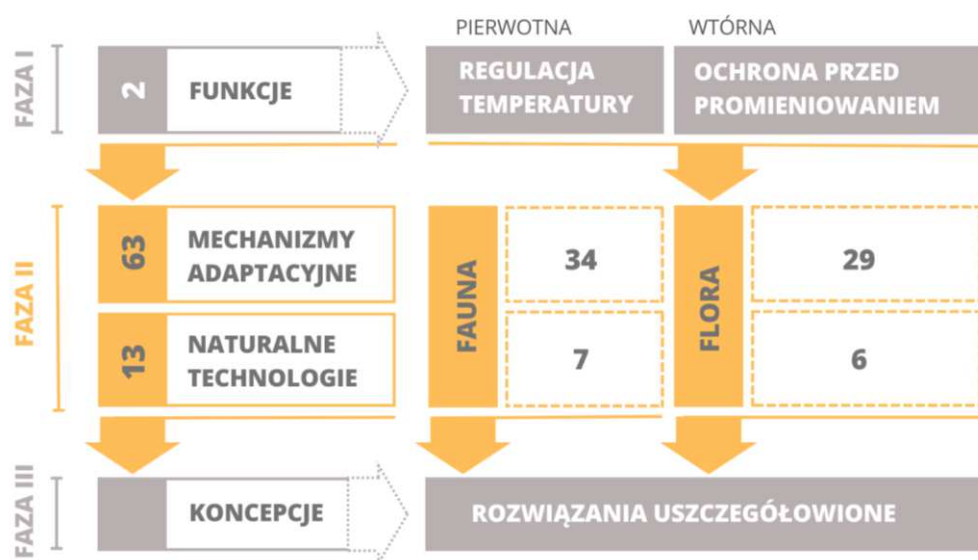 PIERWOTNA
WTÓRNA
FAZA I
2
FUNKCJE
REGULACJA
TEMPERATURY
OCHRONA PRZED
PROMIENIOWANIEM
FAZA II
63
MECHANIZMY
ADAPTACYJNE
FAUNA
34
FLORA
29
13
NATURALNE
TECHNOLOGIE
7
6
FAZA III
KONCEPCJE
ROZWIĄZANIA USZCZEGÓŁOWIONE